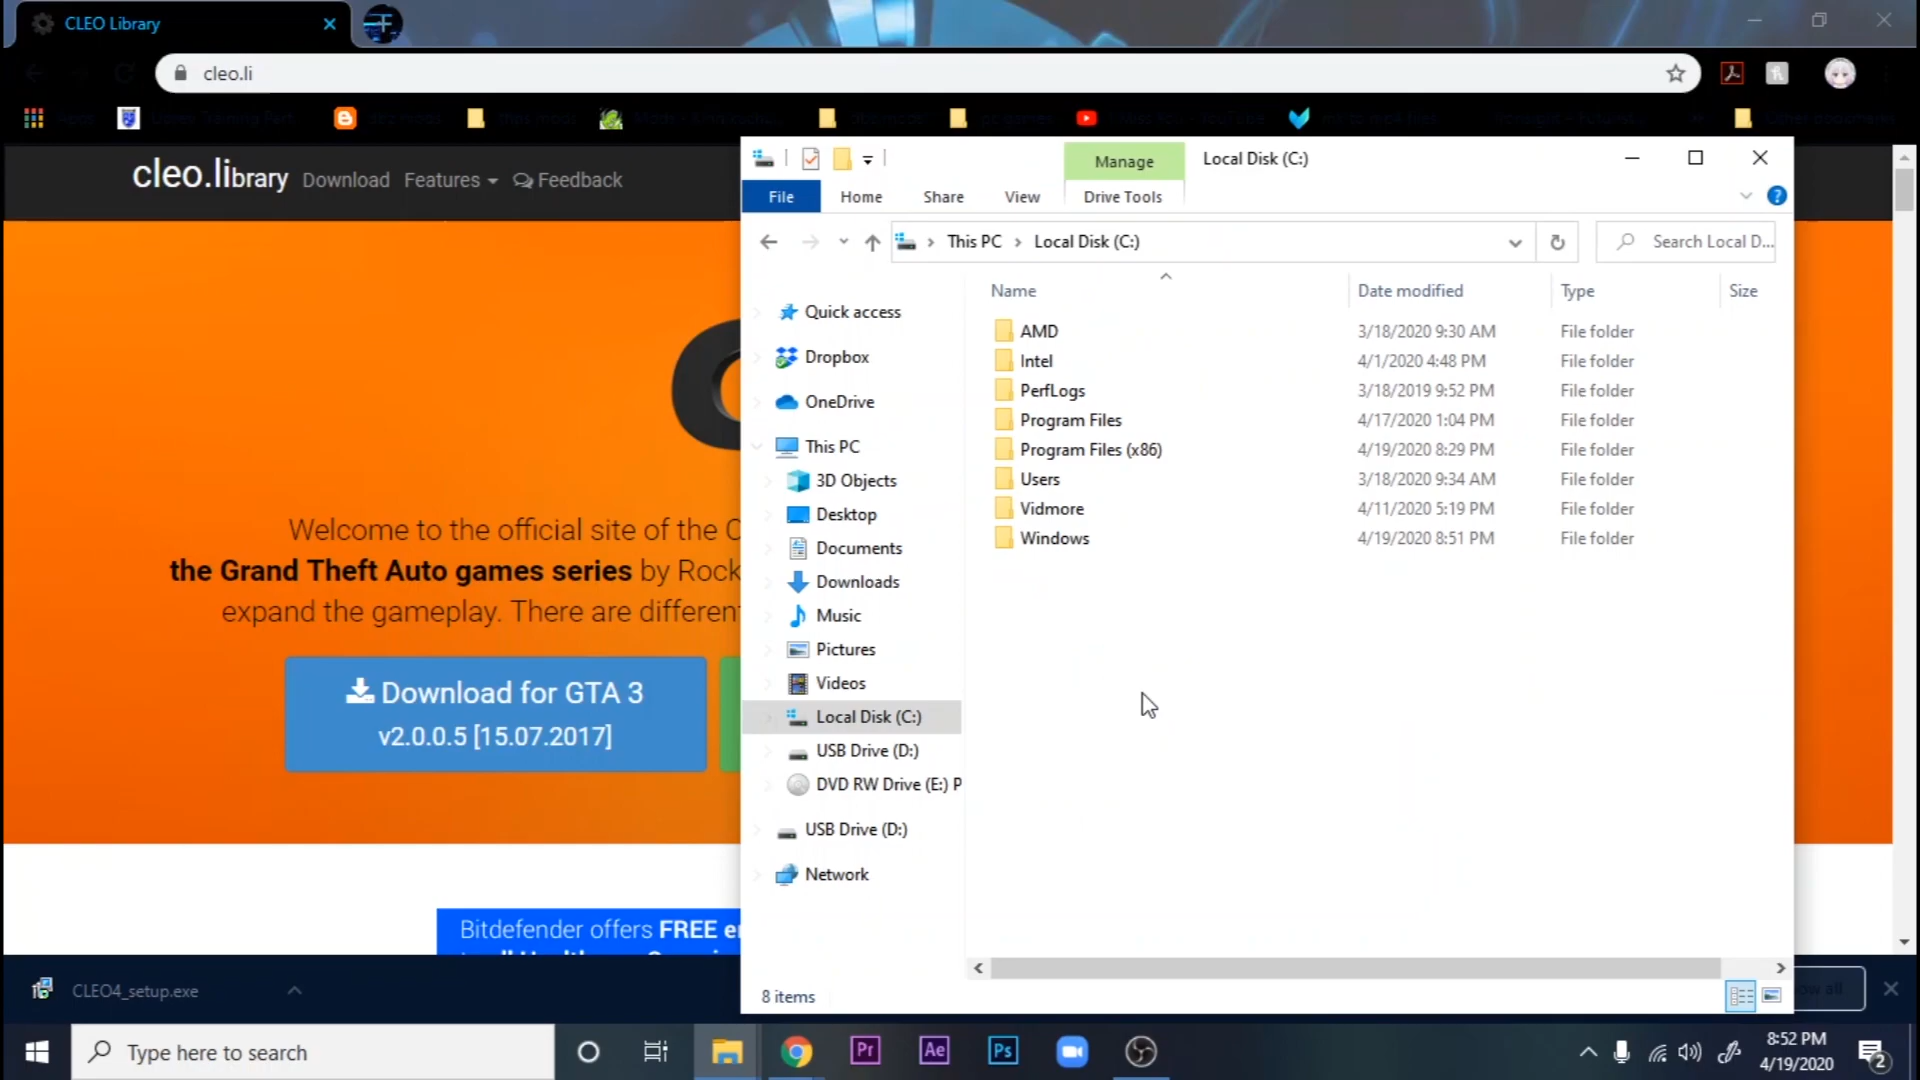 CLEO Library
cleo.li
cleo.library Download Features Feedback
Welcome to the official site of the C
the Grand Theft Auto games series by Rock
expand the gameplay. There are differen
Download for GTA 3
v2.0.0.5 [15.07.2017]
Bitdefender offers FREE
CLEO4_setup.exe
Manage
Local Disk (C:)
File Home Share View Drive Tools
This PC Local Disk (C:)
Search Local D...
Name Date modified Type Size
AMD 3/18/2020 9:30 AM File folder
Intel 4/1/2020 4:48 PM File folder
PerfLogs 3/18/2019 9:52 PM File folder
Program Files 4/17/2020 1:04 PM File folder
Program Files (x86) 4/19/2020 8:29 PM File folder
Users 3/18/2020 9:34 AM File folder
Vidmore 4/11/2020 5:19 PM File folder
Windows 4/19/2020 8:51 PM File folder
Quick access
Dropbox
OneDrive
This PC
3D Objects
Desktop
Documents
Downloads
Music
Pictures
Videos
Local Disk (C:)
USB Drive (D:)
DVD RW Drive (E:) P
USB Drive (D:)
Network
8 items
Type here to search
Pr
Ae
Ps
8:52 PM
4/19/2020
2